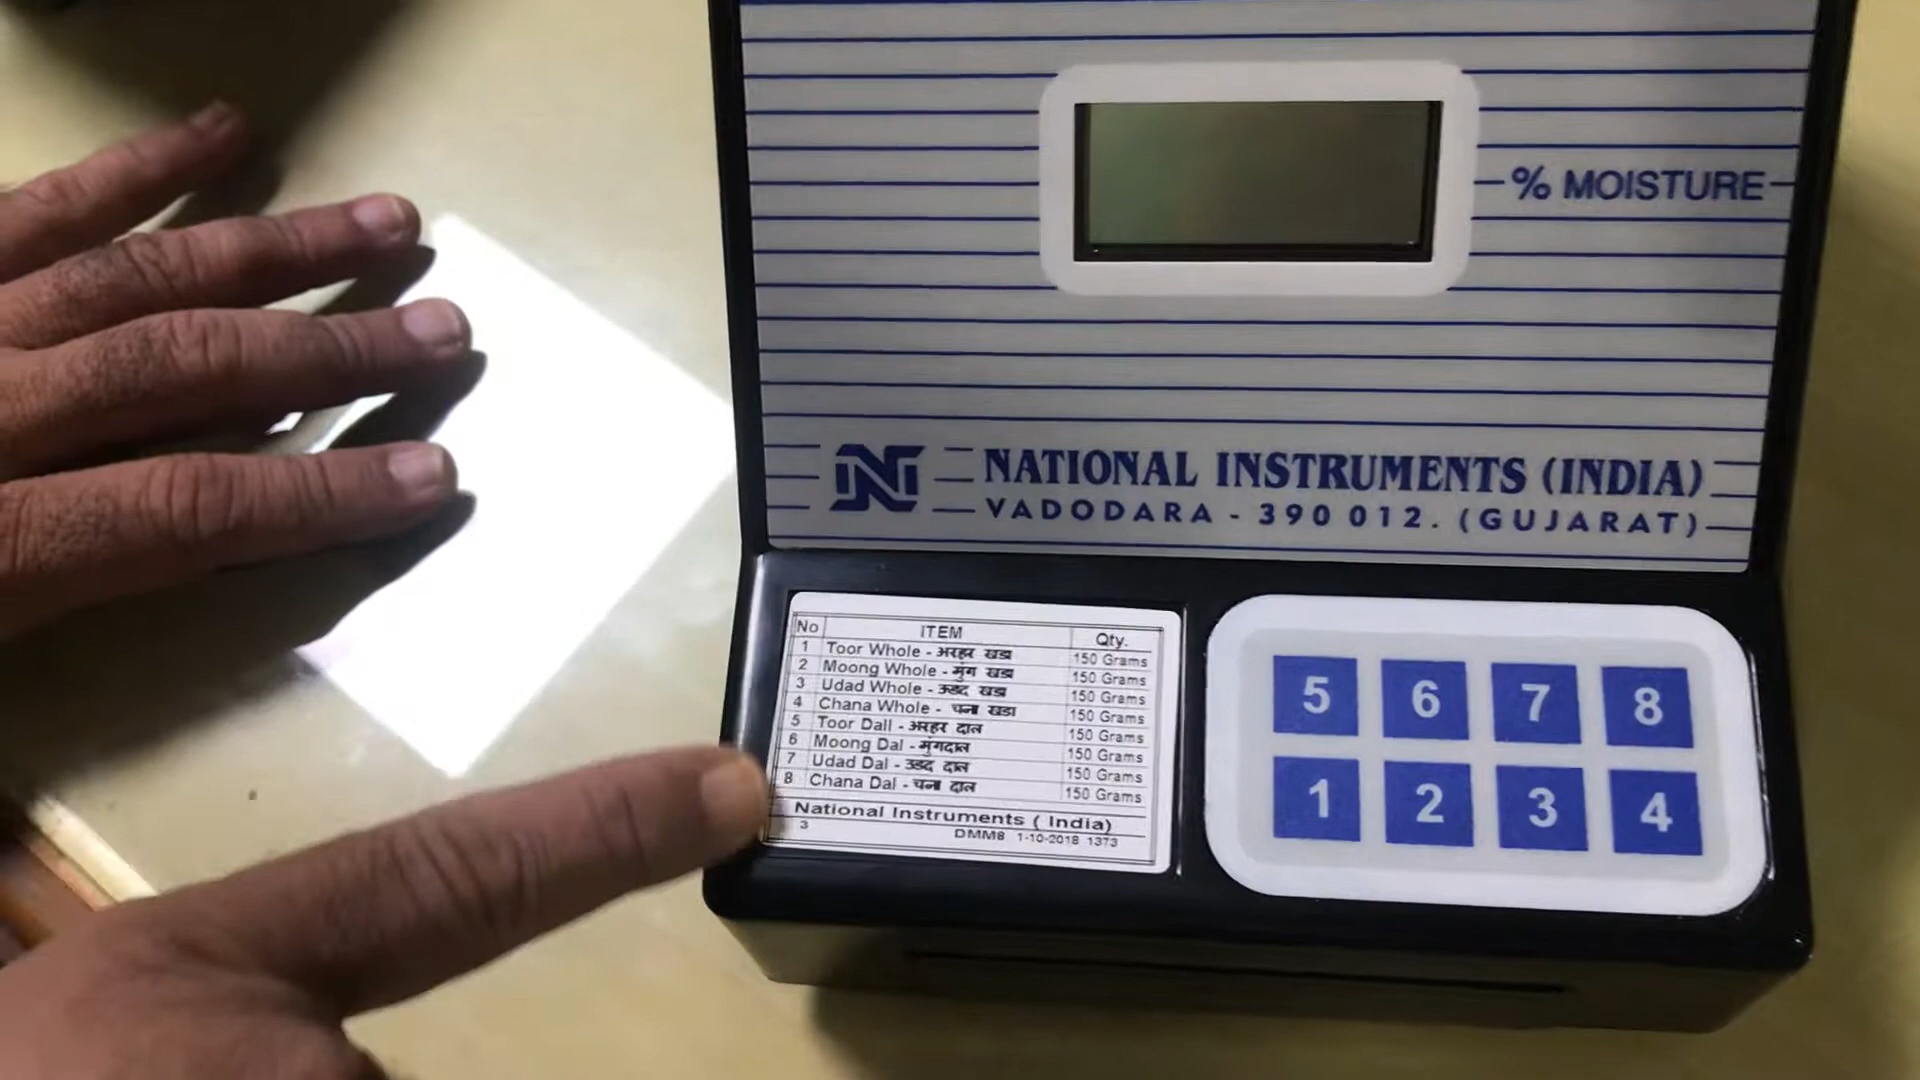 % MOISTURE
NATIONAL INSTRUMENTS (INDIA)
VADODARA - 390 012. (GUJARAT)
No ITEM Qty.
1 Toor Whole - अरहर खडा 150 Grams
2 Moong Whole - मुंग खडा 150 Grams
3 Udad Whole - उडद खडा 150 Grams
4 Chana Whole - चना खडा 150 Grams
5 Toor Dall - अरहर दाल 150 Grams
6 Moong Dal - मुंगदाल 150 Grams
7 Udad Dal - उडद दाल 150 Grams
8 Chana Dal - चना दाल 150 Grams
National Instruments ( India)
3 DMM8 1-10-2018 1373
5 6 7 8
1 2 3 4